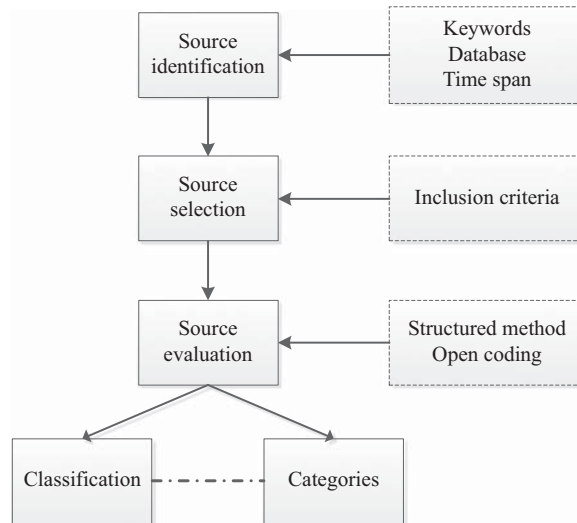 Source
identification
Keywords
Database
Time span
Source
selection
Inclusion criteria
Source
evaluation
Structured method
Open coding
Classification
Categories